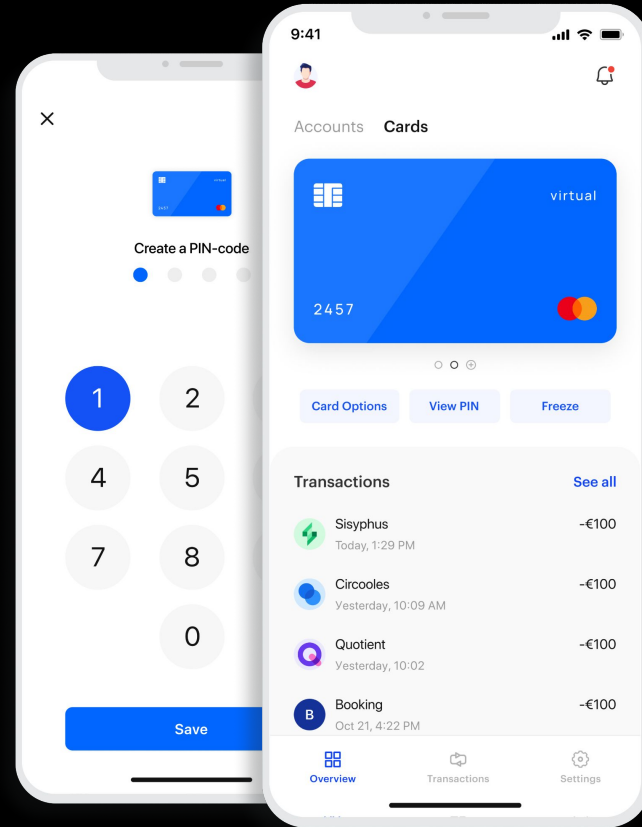 virtual
2457
Create a PIN-code
1
2
4
5
7
8
0
Save
9:41
Accounts Cards
virtual
2457
Card Options View PIN Freeze
Transactions See all
Sisyphus -€100
Today, 1:29 PM
Circooles -€100
Yesterday, 10:09 AM
Quotient -€100
Yesterday, 10:02
B Booking -€100
Oct 21, 4:22 PM
Overview Transactions Settings